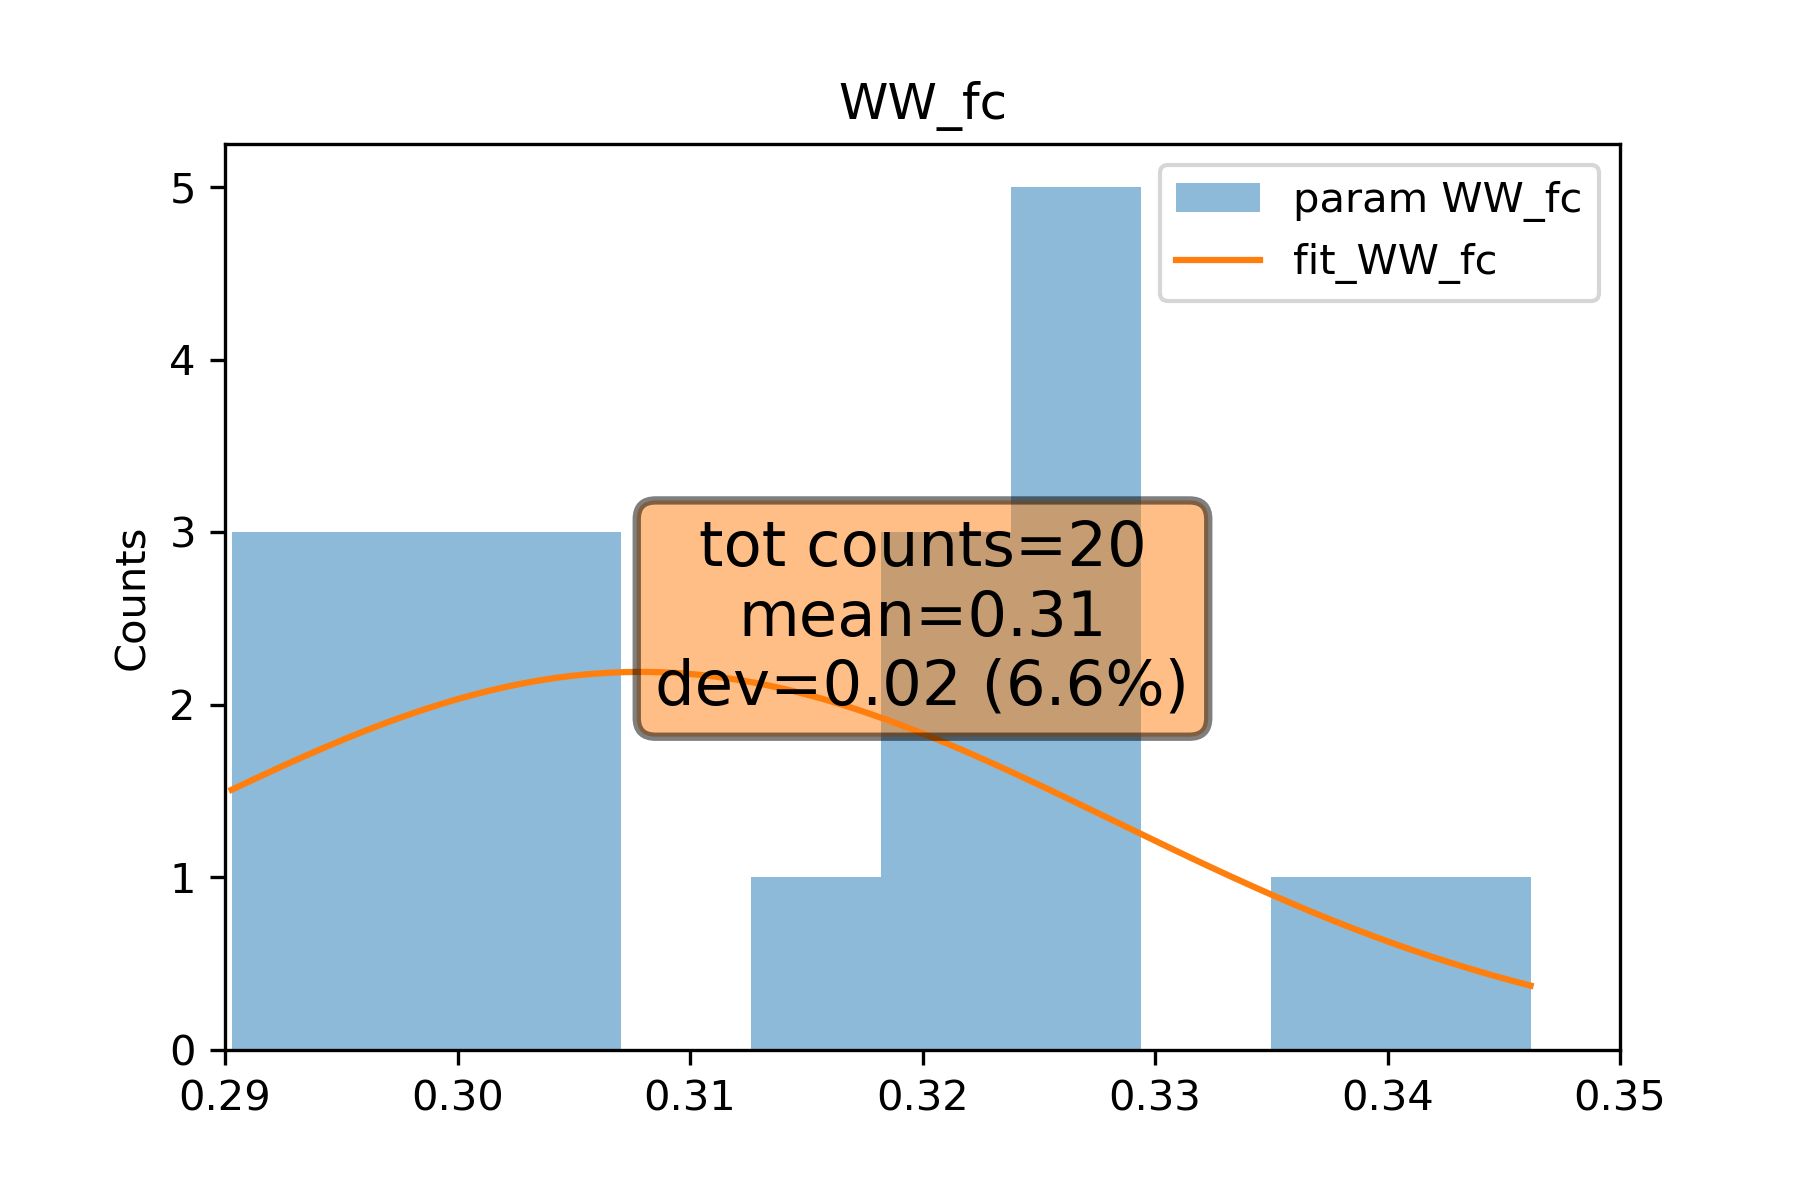 WW_fc
param WW_fc
fit_WW_fc
5
4
3
2
1
0
Counts
tot counts=20
mean=0.31
dev=0.02 (6.6%)
0.29 0.30 0.31 0.32 0.33 0.34 0.35